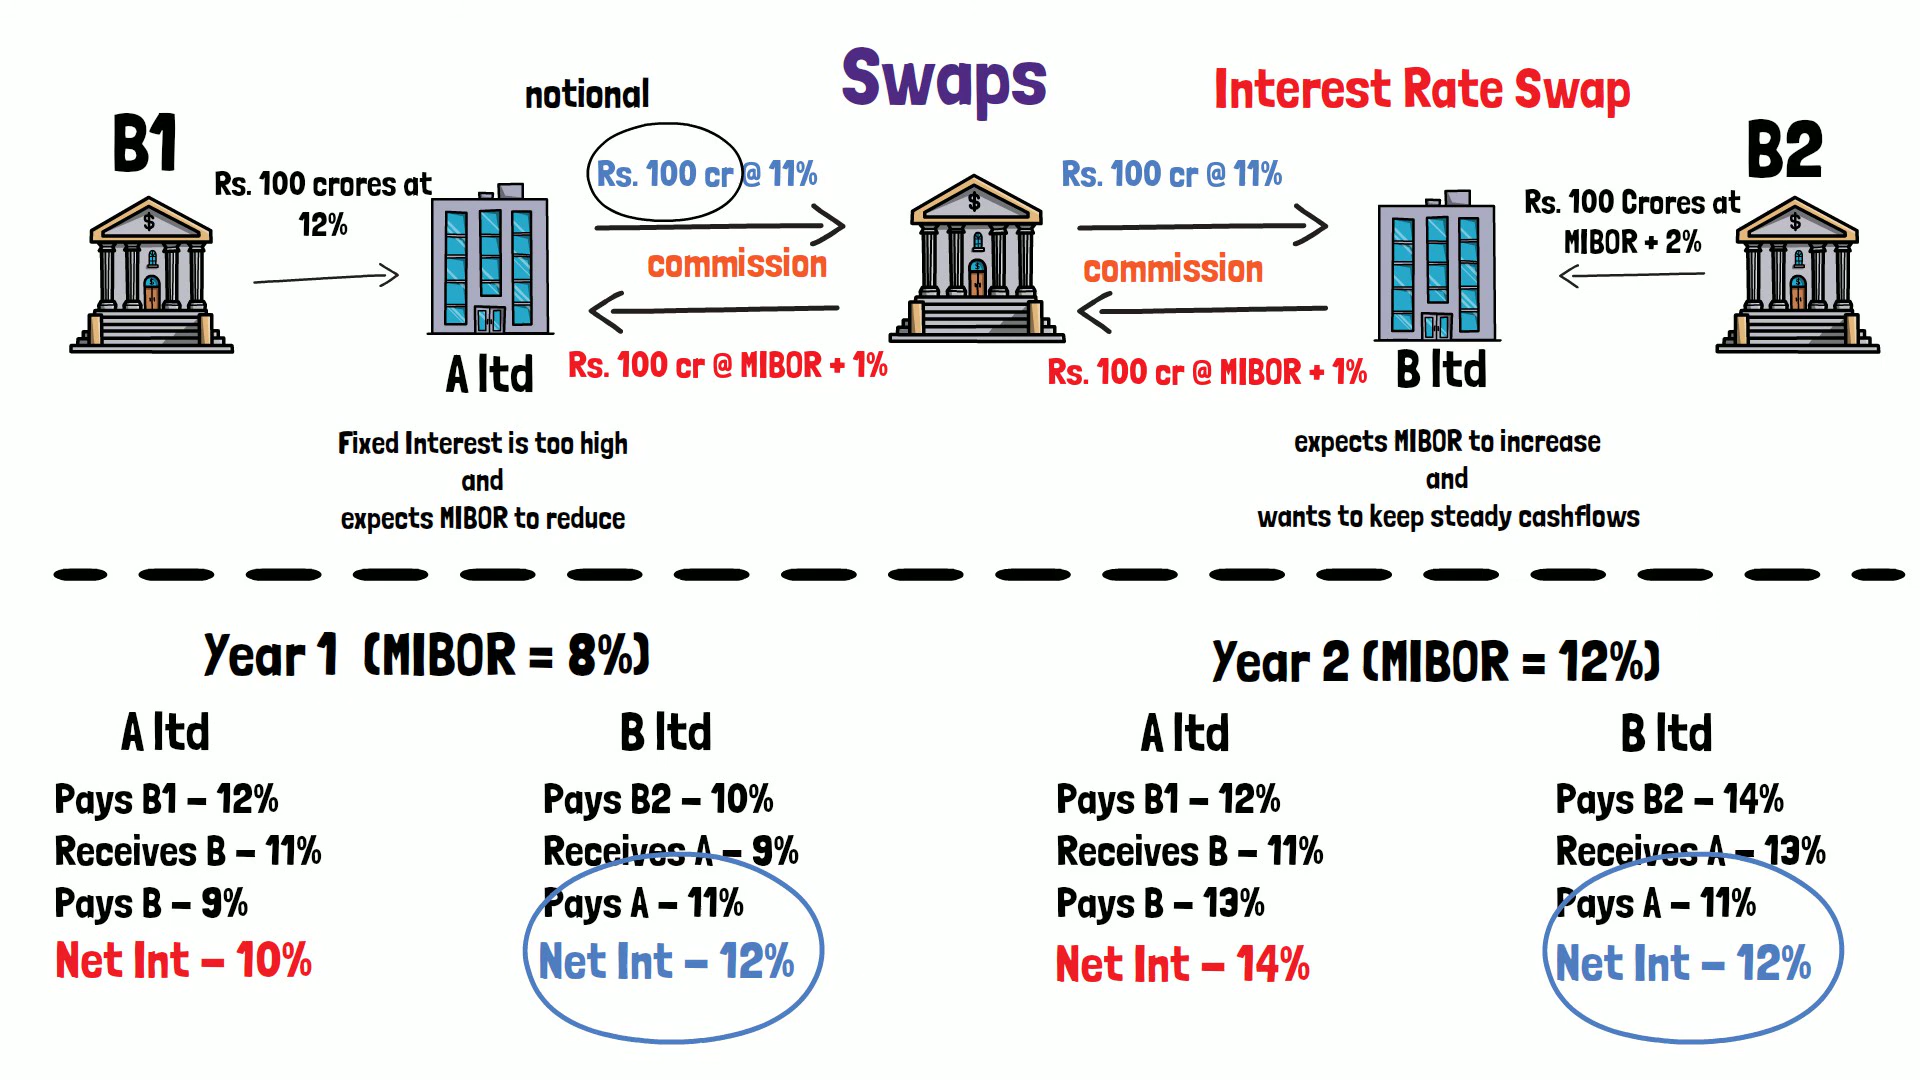 Swaps
Interest Rate Swap
notional
B1
B2
Rs. 100 crores at
12%
Rs. 100 cr @ 11%
Rs. 100 cr @ 11%
Rs. 100 Crores at
MIBOR + 2%
$
$
$
commission
commission
Rs. 100 cr @ MIBOR + 1%
Rs. 100 cr @ MIBOR + 1%
A ltd
B ltd
Fixed Interest is too high
and
expects MIBOR to reduce
expects MIBOR to increase
and
wants to keep steady cashflows
Year 1 (MIBOR = 8%)
A ltd
Pays B1 – 12%
Receives B – 11%
Pays B – 9%
Net Int – 10%
B ltd
Pays B2 – 10%
Receives A – 9%
Pays A – 11%
Net Int – 12%
Year 2 (MIBOR = 12%)
A ltd
Pays B1 – 12%
Receives B – 11%
Pays B – 13%
Net Int – 14%
B ltd
Pays B2 – 14%
Receives A – 13%
Pays A – 11%
Net Int – 12%